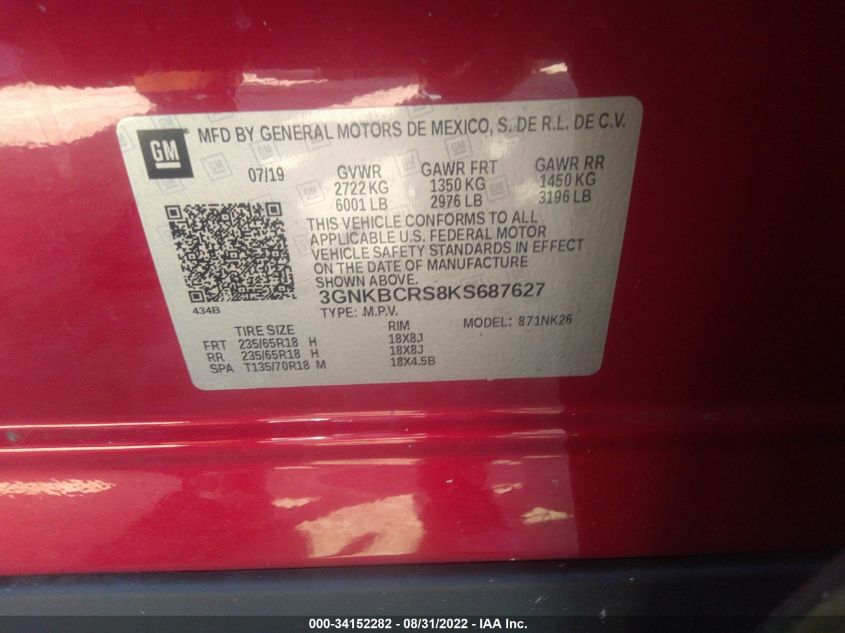 GM
MFD BY GENERAL MOTORS DE MEXICO, S. DE R.L. DE C.V.
07/19 GVWR GAWR FRT GAWR RR
2722 KG 1350 KG 1450 KG
6001 LB 2976 LB 3196 LB
THIS VEHICLE CONFORMS TO ALL
APPLICABLE U.S. FEDERAL MOTOR
VEHICLE SAFETY STANDARDS IN EFFECT
ON THE DATE OF MANUFACTURE
SHOWN ABOVE.
434B
3GNKBCRS8KS687627
TYPE: .M.P.V. MODEL: 871NK26
TIRE SIZE RIM
FRT 235/65R18 H 18X8J
RR 235/65R18 H 18X8J
SPA T135/70R18 M 18X4.5B
000-34152282 - 08/31/2022 - IAA Inc.